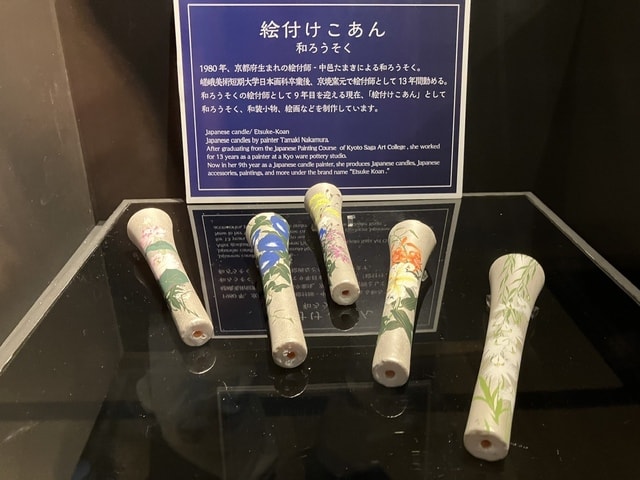 絵付けこあん
和ろうそく
1980年、京都府生まれの絵付師・中邑たまきによる和ろうそく。
嵯峨美術短期大学日本画科卒業後、京焼窯元で絵付師として13年間勤める。
和ろうそくの絵付師として9年目を迎える現在、「絵付けこあん」として
和ろうそく、和装小物、絵画などを制作しています。
Japanese candle/ Etsuke-Koan
Japanese candles by painter Tamaki Nakamura.
After graduating from the Japanese Painting Course of Kyoto Saga Art College , she worked
for 13 years as a painter at a Kyo ware pottery studio.
Now in her 9th year as a Japanese candle painter, she produces Japanese candles, Japanese
accessories, paintings, and more under the brand name "Etsuke Koan ."